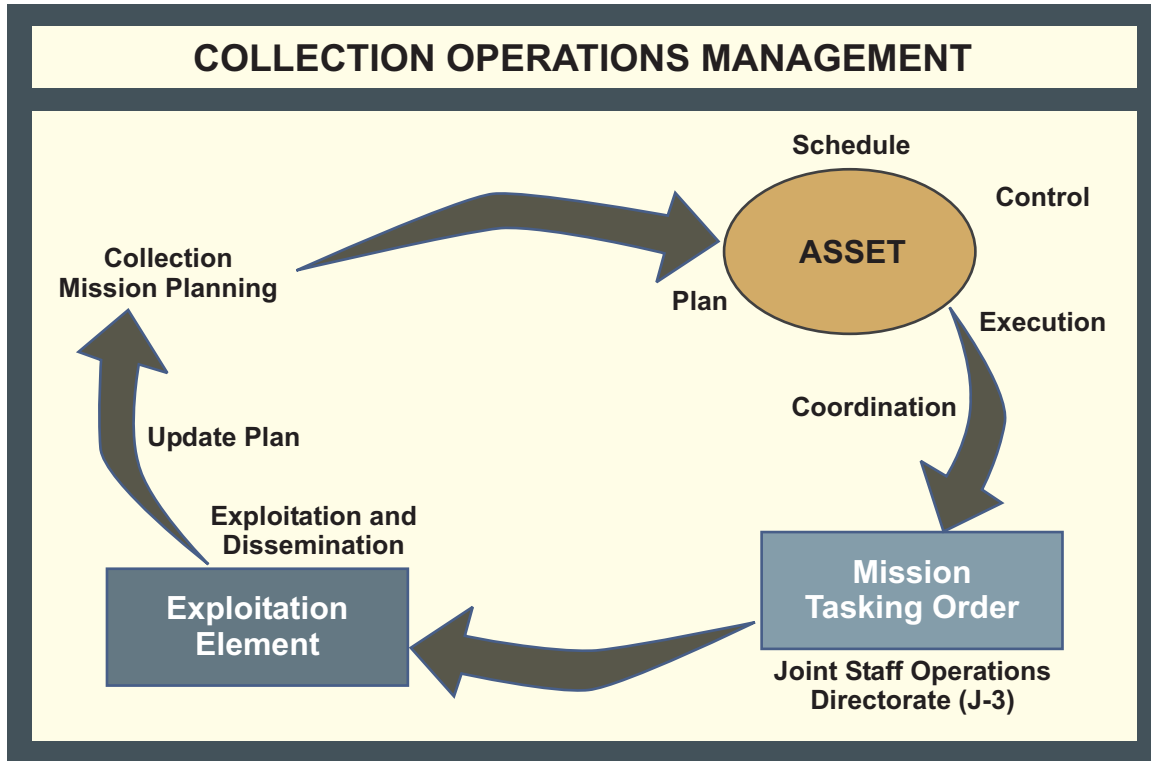 COLLECTION OPERATIONS MANAGEMENT
Schedule
Control
ASSET
Collection
Mission Planning
Plan
Execution
Coordination
Update Plan
Exploitation and
Dissemination
Mission
Tasking Order
Exploitation
Element
Joint Staff Operations
Directorate (J-3)